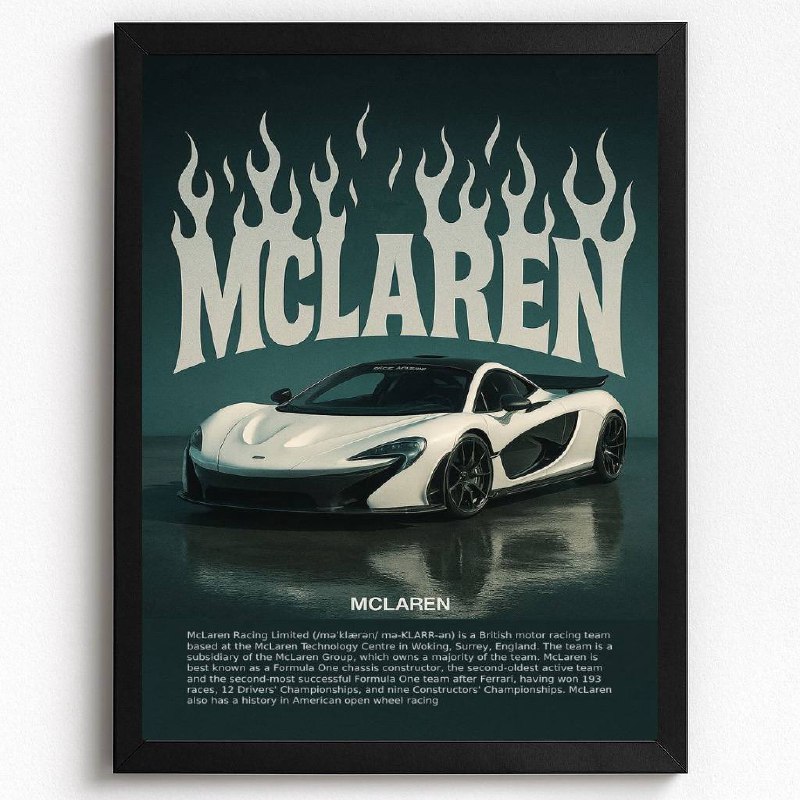 MCLAREN
MCLAREN
McLaren Racing Limited (/məˈklærən/ mə-KLARR-ən) is a British motor racing team
based at the McLaren Technology Centre in Woking, Surrey, England. The team is a
subsidiary of the McLaren Group, which owns a majority of the team. McLaren is
best known as a Formula One chassis constructor, the second-oldest active team
and the second-most successful Formula One team after Ferrari, having won 193
races, 12 Drivers' Championships, and nine Constructors' Championships. McLaren
also has a history in American open wheel racing